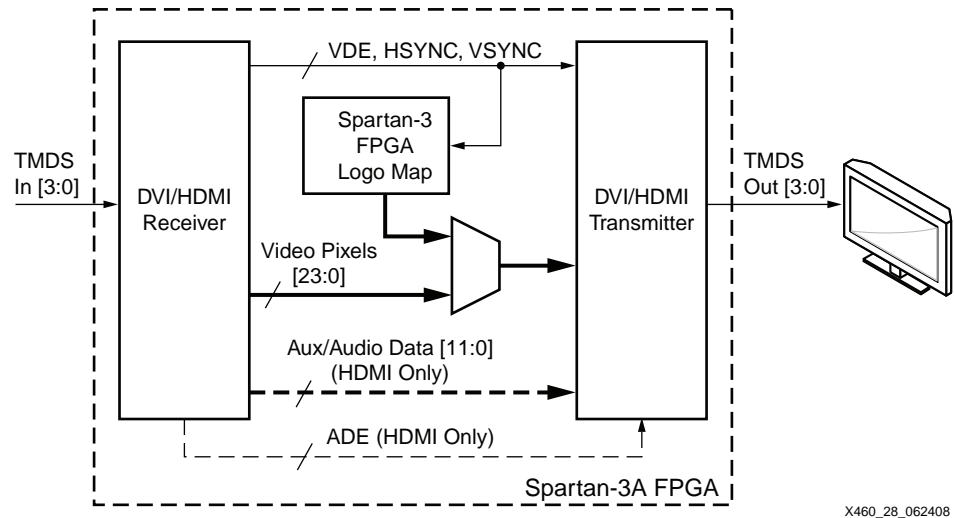 VDE, HSYNC, VSYNC
Spartan-3
FPGA
Logo Map
TMDS
In [3:0]
DVI/HDMI
Receiver
DVI/HDMI
Transmitter
TMDS
Out [3:0]
Video Pixels
[23:0]
Aux/Audio Data [11:0]
(HDMI Only)
ADE (HDMI Only)
Spartan-3A FPGA
X460_28_062408